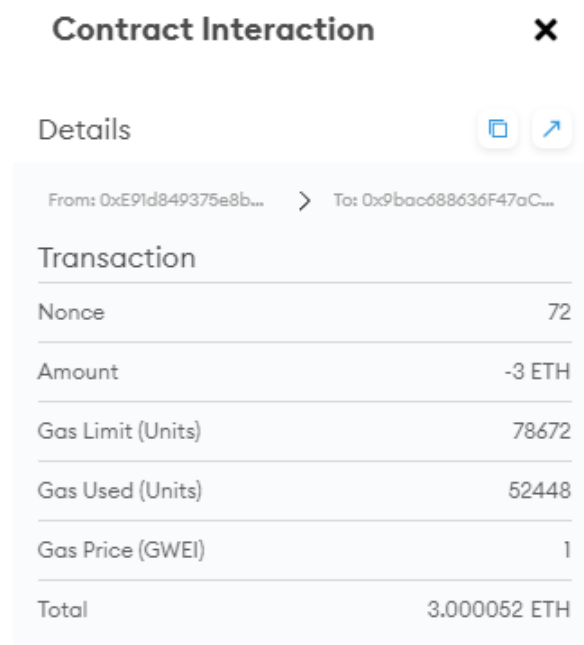 Contract Interaction
Details
From: 0xE91d849375e8b... To: 0x9bac688636F47aC...
Transaction
Nonce 72
Amount -3 ETH
Gas Limit (Units) 78672
Gas Used (Units) 52448
Gas Price (GWEI) 1
Total 3.000052 ETH